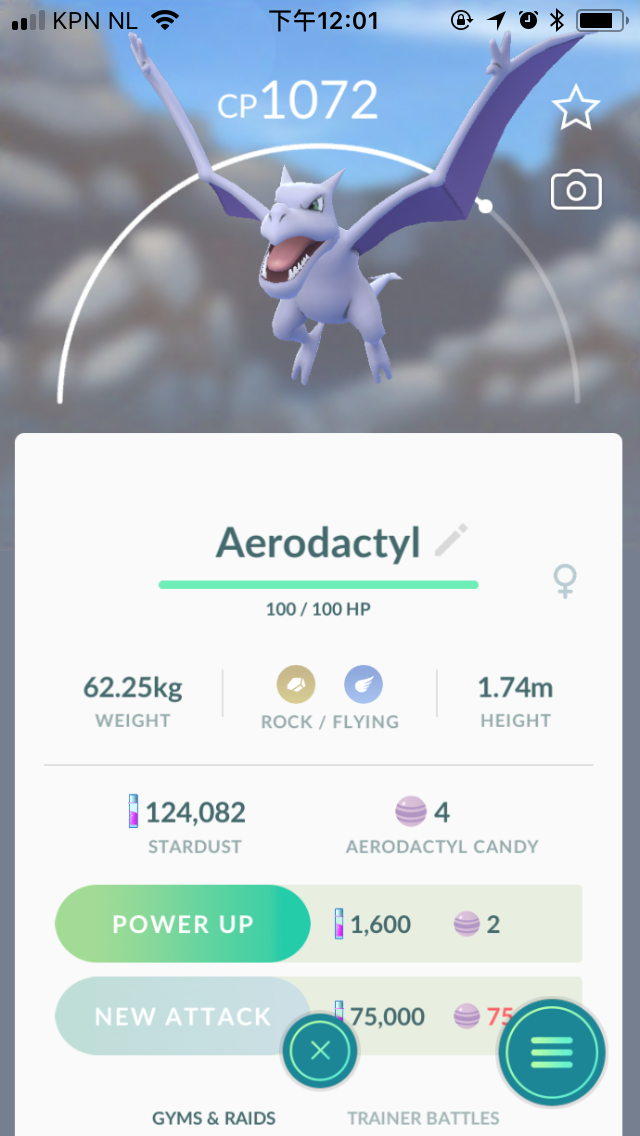 KPN NL 下午12:01
CP1072
Aerodactyl
100 / 100 HP
62.25kg
WEIGHT
ROCK / FLYING
1.74m
HEIGHT
124,082
STARDUST
4
AERODACTYL CANDY
POWER UP 1,600 2
NEW ATTACK 75,000 75
GYMS & RAIDS TRAINER BATTLES